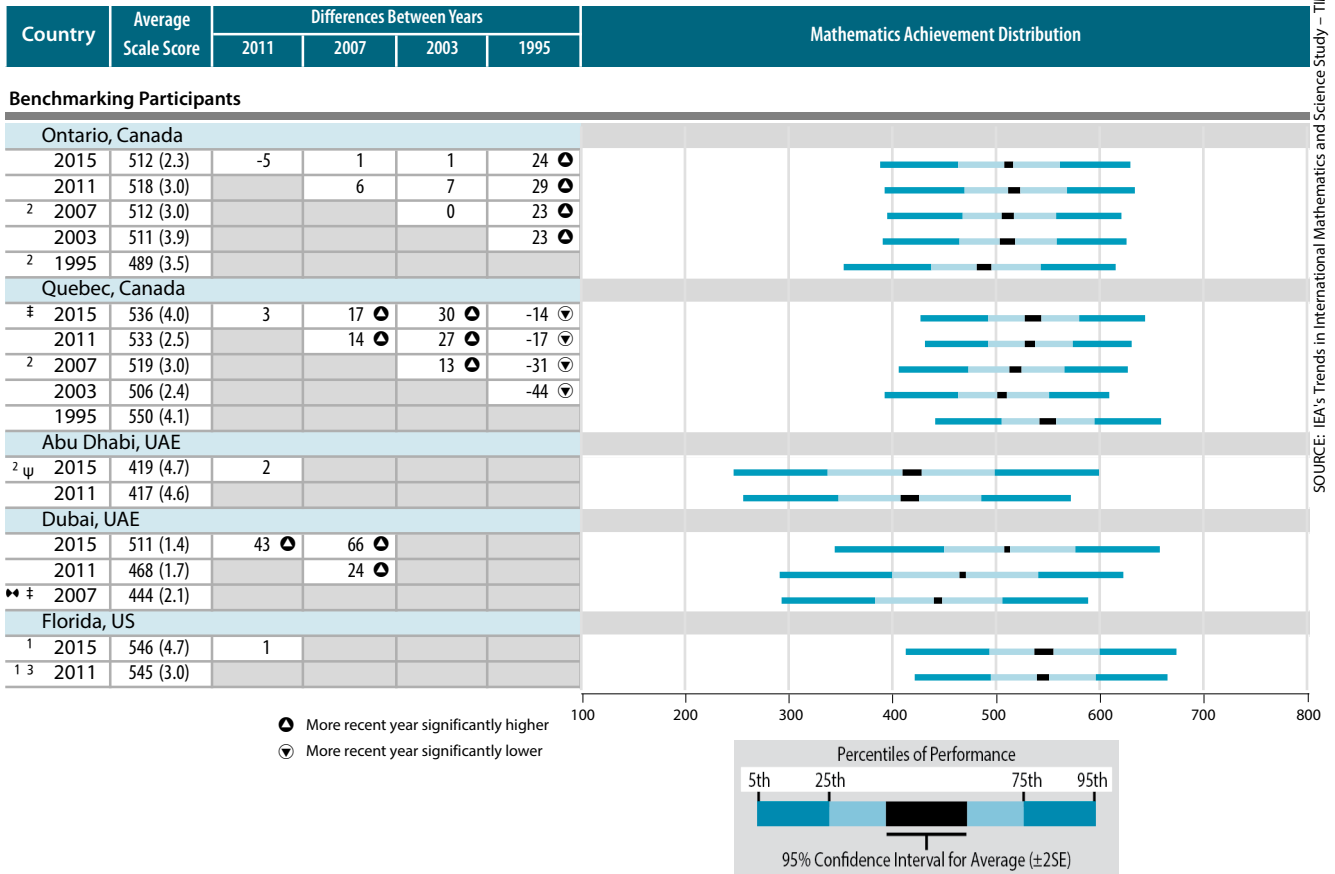 Country
Average Scale Score
Differences Between Years
2011 2007 2003 1995
Mathematics Achievement Distribution
Benchmarking Participants
Ontario, Canada
2015 512 (2.3) -5 1 1 24
2011 518 (3.0) 6 7 29
2 2007 512 (3.0) 0 23
2003 511 (3.9) 23
2 1995 489 (3.5)
Quebec, Canada
‡ 2015 536 (4.0) 3 17 30 -14
2011 533 (2.5) 14 27 -17
2 2007 519 (3.0) 13 -31
2003 506 (2.4) -44
1995 550 (4.1)
Abu Dhabi, UAE
2 ψ 2015 419 (4.7) 2
2011 417 (4.6)
Dubai, UAE
2015 511 (1.4) 43 66
2011 468 (1.7) 24
‡ 2007 444 (2.1)
Florida, US
1 2015 546 (4.7) 1
1 3 2011 545 (3.0)
100 200 300 400 500 600 700 800
More recent year significantly higher
More recent year significantly lower
Percentiles of Performance
5th 25th 75th 95th
95% Confidence Interval for Average (±2SE)
SOURCE: IEA's Trends in International Mathematics and Science Study –